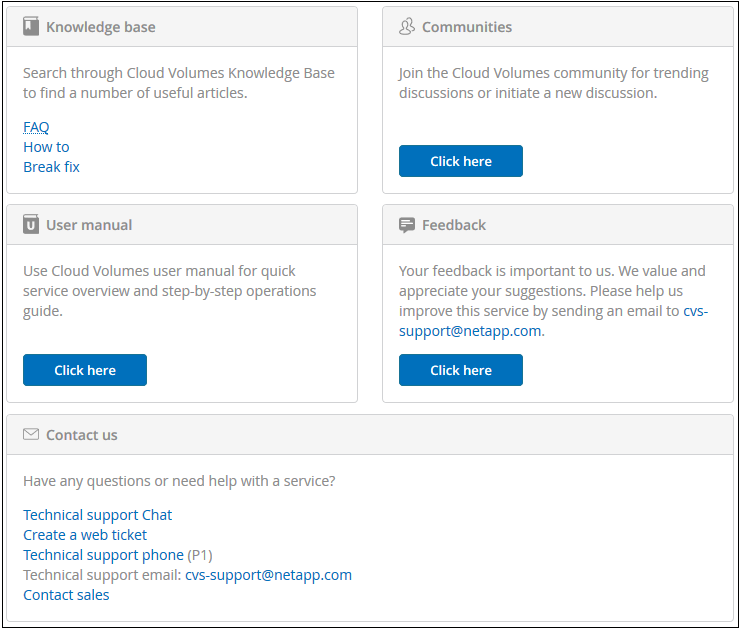 Knowledge base
Search through Cloud Volumes Knowledge Base
to find a number of useful articles.
FAQ
How to
Break fix
Communities
Join the Cloud Volumes community for trending
discussions or initiate a new discussion.
Click here
User manual
Use Cloud Volumes user manual for quick
service overview and step-by-step operations
guide.
Click here
Feedback
Your feedback is important to us. We value and
appreciate your suggestions. Please help us
improve this service by sending an email to cvs-
support@netapp.com.
Click here
Contact us
Have any questions or need help with a service?
Technical support Chat
Create a web ticket
Technical support phone (P1)
Technical support email: cvs-support@netapp.com
Contact sales